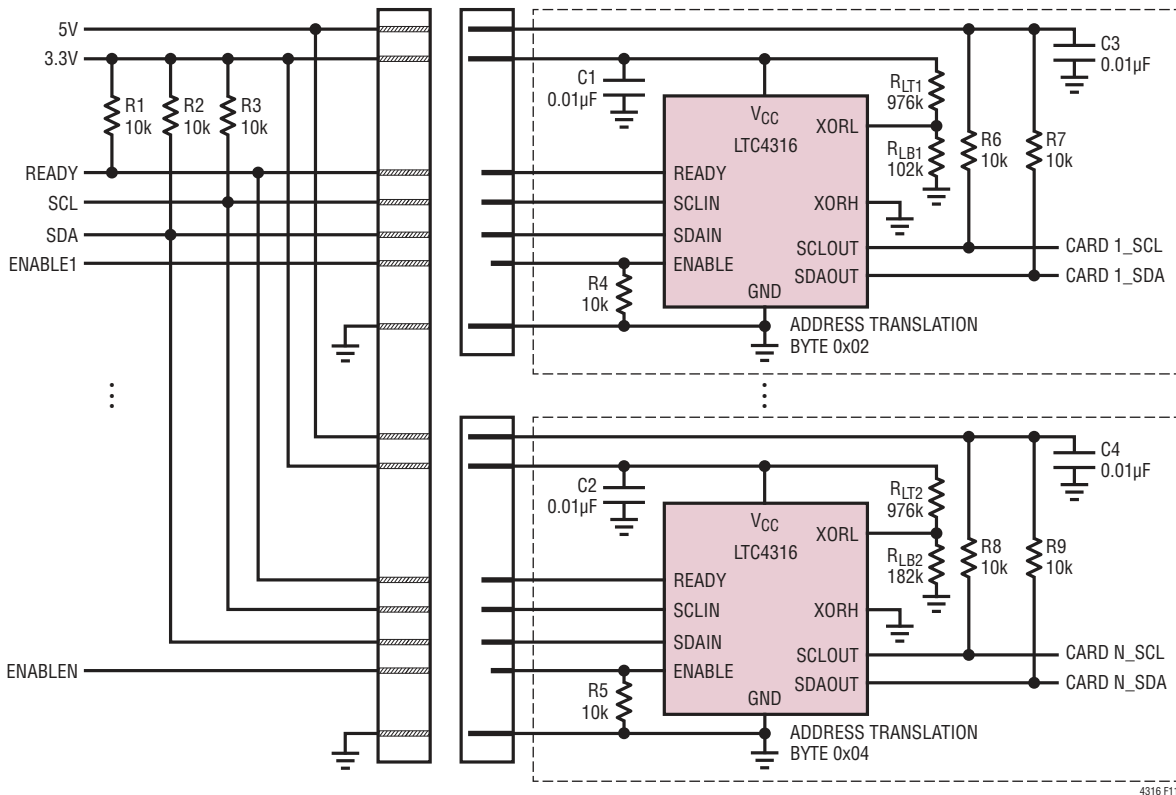 5V
3.3V
R1
10k
R2
10k
R3
10k
READY
SCL
SDA
ENABLE1
C1
0.01µF
VCC
LTC4316
XORL
READY
SCLIN
XORH
SDAIN
SCLOUT
ENABLE
SDAOUT
GND
R4
10k
RLT1
976k
RLB1
102k
R6
10k
R7
10k
C3
0.01µF
CARD 1_SCL
CARD 1_SDA
ADDRESS TRANSLATION
BYTE 0x02
ENABLEN
C2
0.01µF
VCC
LTC4316
XORL
READY
SCLIN
XORH
SDAIN
SCLOUT
ENABLE
SDAOUT
GND
R5
10k
RLT2
976k
RLB2
182k
R8
10k
R9
10k
C4
0.01µF
CARD N_SCL
CARD N_SDA
ADDRESS TRANSLATION
BYTE 0x04